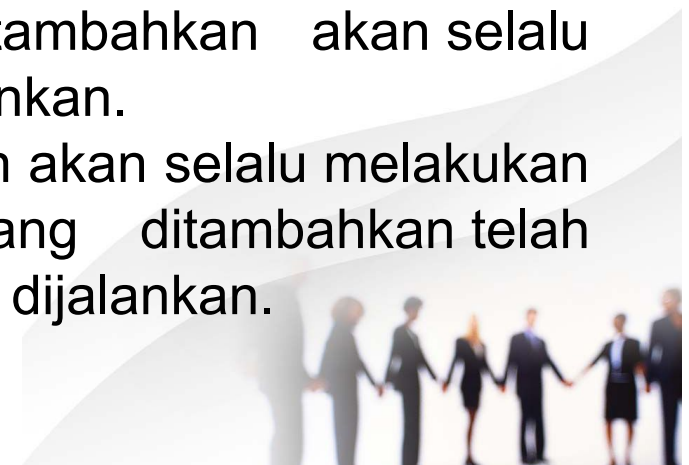 tambahkan akan selalu
nkan.
n akan selalu melakukan
ang ditambahkan telah
dijalankan.